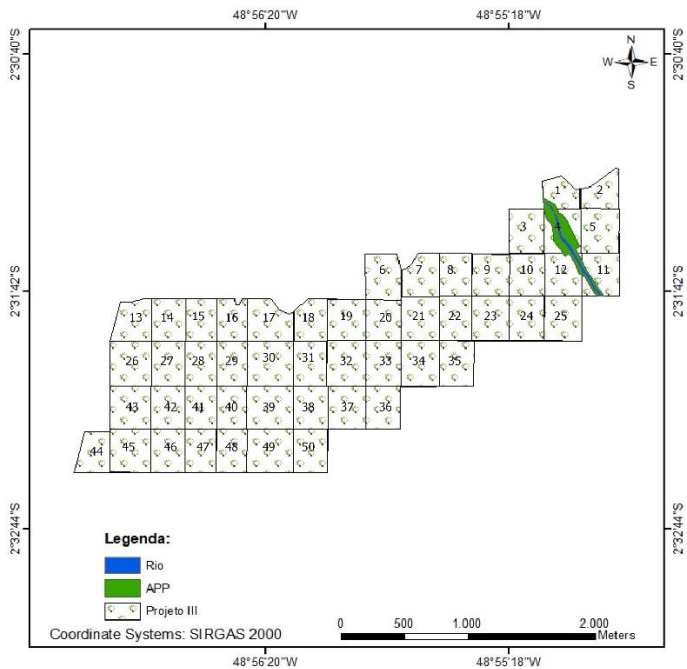 48°56'20"W 48°55'18"W
2°30'40"S 2°30'40"S
N
W E
S
1 2
3 4 5
6 7 8 9 10 12 11
2°31'42"S 2°31'42"S
13 14 15 16 17 18 19 20 21 22 23 24 25
26 27 28 29 30 31 32 33 34 35
43 42 41 40 39 38 37 36
44 45 46 47 48 49 50
2°32'44"S 2°32'44"S
Legenda:
Rio
APP
Projeto III
Coordinate Systems: SIRGAS 2000
0 500 1.000 2.000
Meters
48°56'20"W 48°55'18"W